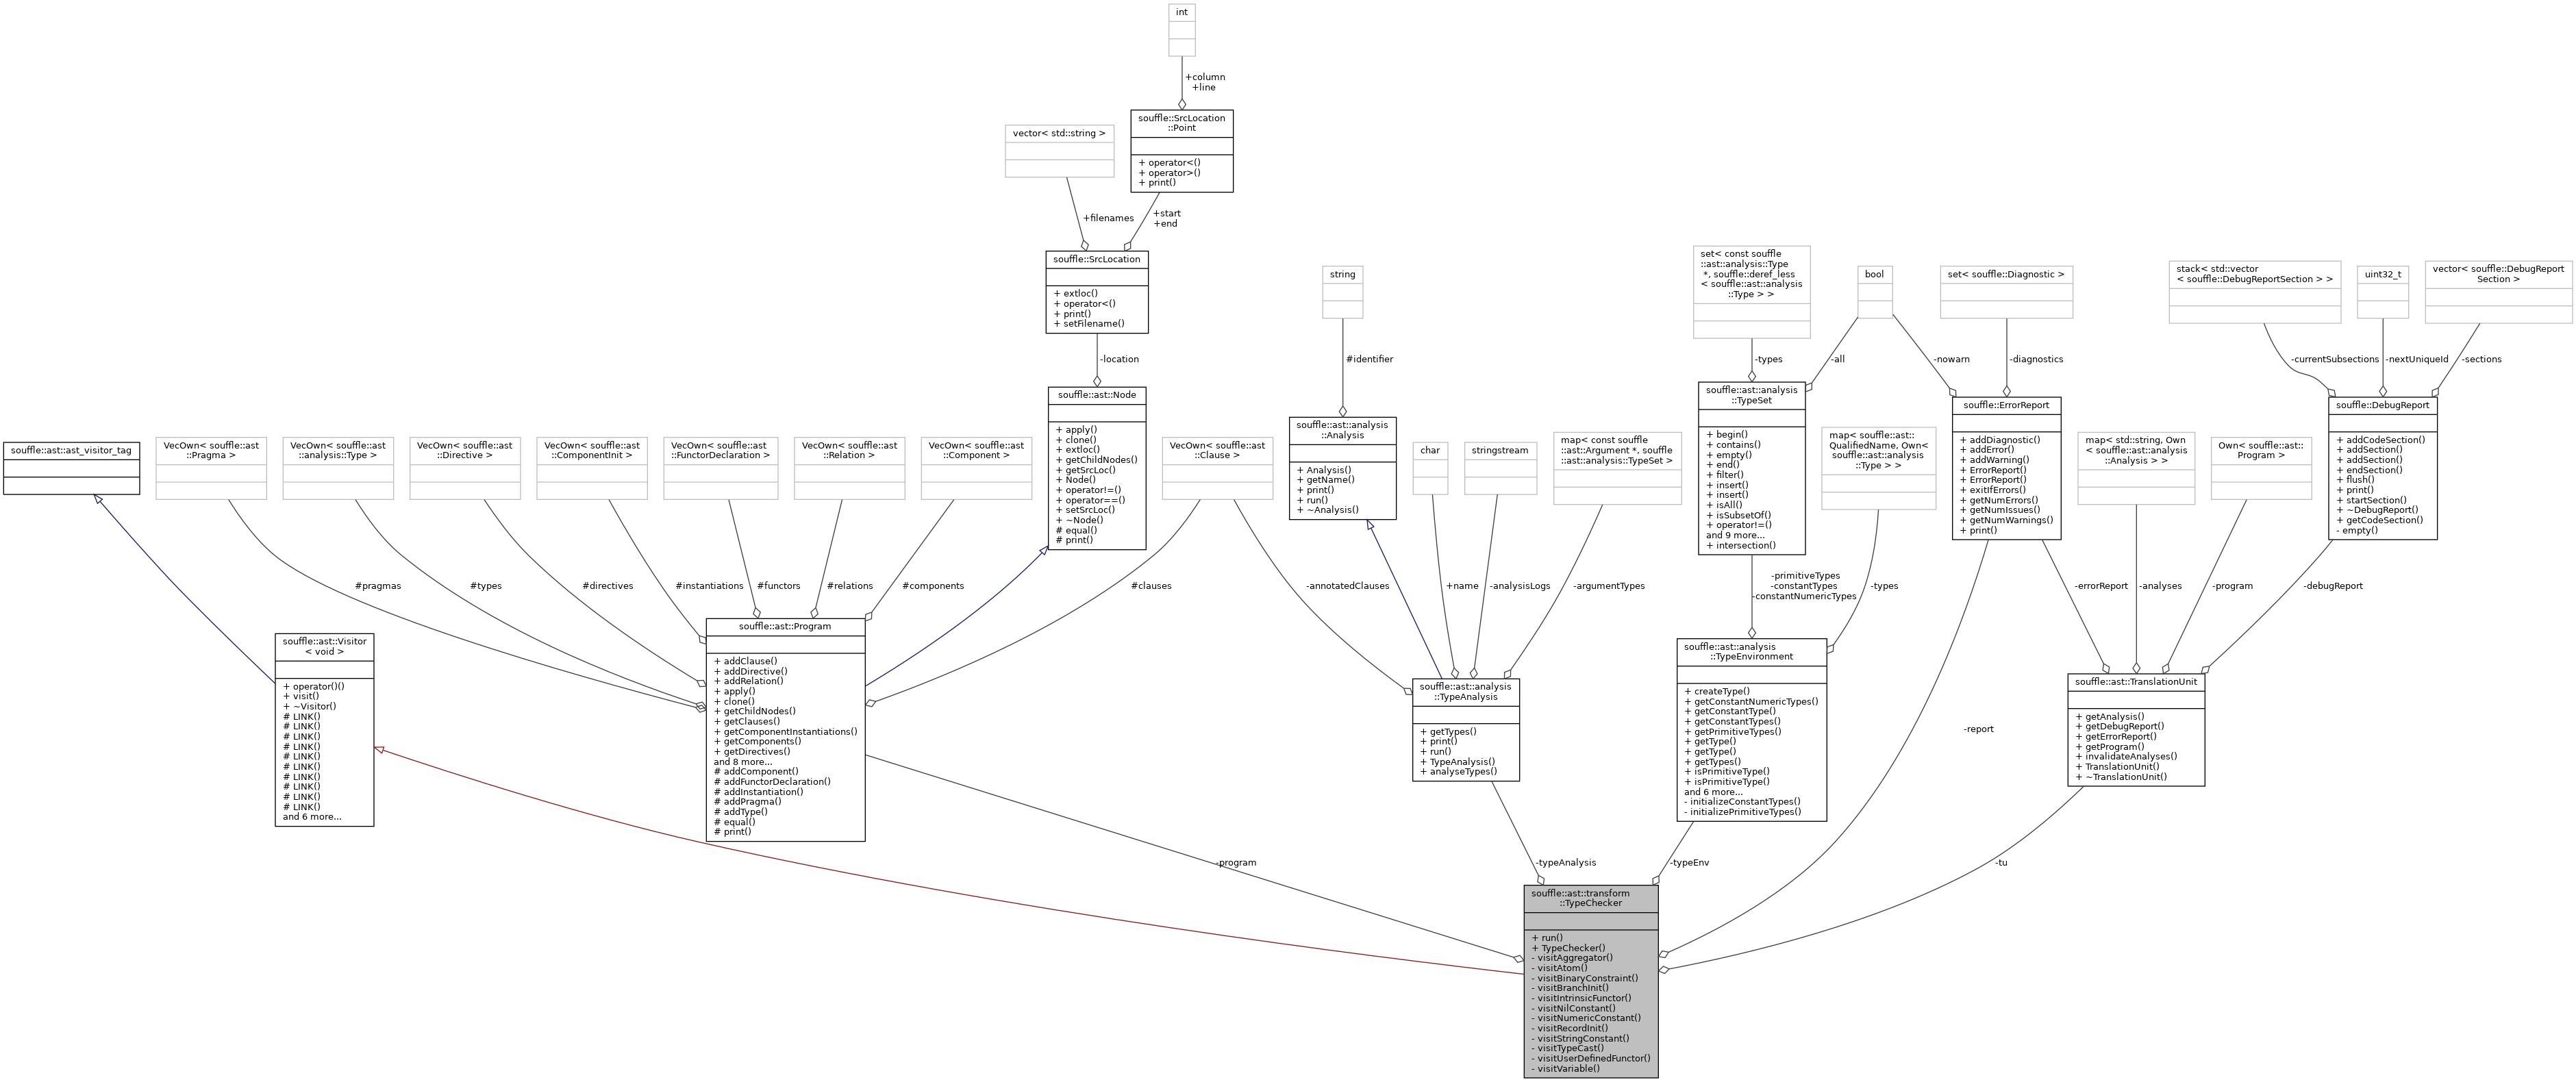 int
+column
+line
souffle::SrcLocation
::Point
+ operator<()
+ operator>()
+ print()
vector< std::string >
+filenames
+start
+end
souffle::SrcLocation
+ extloc()
+ operator<()
+ print()
+ setFilename()
-location
souffle::ast::Node
+ apply()
+ clone()
+ extloc()
+ getChildNodes()
+ getSrcLoc()
+ Node()
+ operator!=()
+ operator==()
+ setSrcLoc()
+ ~Node()
# equal()
# print()
string
#identifier
souffle::ast::analysis
::Analysis
+ Analysis()
+ getName()
+ print()
+ run()
+ ~Analysis()
set< const souffle
::ast::analysis::Type
*, souffle::deref_less
< souffle::ast::analysis
::Type > >
-types
bool
-all
-nowarn
souffle::ast::analysis
::TypeSet
+ begin()
+ contains()
+ empty()
+ end()
+ filter()
+ insert()
+ insert()
+ isAll()
+ isSubsetOf()
+ operator!=()
and 9 more...
+ intersection()
set< souffle::Diagnostic >
-diagnostics
souffle::ErrorReport
+ addDiagnostic()
+ addError()
+ addWarning()
+ ErrorReport()
+ ErrorReport()
+ exitIfErrors()
+ getNumErrors()
+ getNumIssues()
+ getNumWarnings()
+ print()
stack< std::vector
< souffle::DebugReportSection > >
-currentSubsections
uint32_t
-nextUniqueId
vector< souffle::DebugReport
Section >
-sections
souffle::DebugReport
+ addCodeSection()
+ addSection()
+ addSection()
+ endSection()
+ flush()
+ print()
+ startSection()
+ ~DebugReport()
+ getCodeSection()
- empty()
souffle::ast::ast_visitor_tag
VecOwn< souffle::ast
::Pragma >
VecOwn< souffle::ast
::analysis::Type >
VecOwn< souffle::ast
::Directive >
VecOwn< souffle::ast
::ComponentInit >
VecOwn< souffle::ast
::FunctorDeclaration >
VecOwn< souffle::ast
::Relation >
VecOwn< souffle::ast
::Component >
VecOwn< souffle::ast
::Clause >
char
stringstream
map< const souffle
::ast::Argument *, souffle
::ast::analysis::TypeSet >
map< souffle::ast::
QualifiedName, Own<
souffle::ast::analysis
::Type > >
map< std::string, Own
< souffle::ast::analysis
::Analysis > >
Own< souffle::ast::
Program >
#pragmas
#types
#directives
#instantiations
#functors
#relations
#components
#clauses
-annotatedClauses
+name
-analysisLogs
-argumentTypes
-primitiveTypes
-constantTypes
-constantNumericTypes
-types
-errorReport
-analyses
-program
-debugReport
souffle::ast::Visitor
< void >
+ operator()()
+ visit()
+ ~Visitor()
# LINK()
# LINK()
# LINK()
# LINK()
# LINK()
# LINK()
# LINK()
# LINK()
# LINK()
# LINK()
and 6 more...
souffle::ast::Program
+ addClause()
+ addDirective()
+ addRelation()
+ apply()
+ clone()
+ getChildNodes()
+ getClauses()
+ getComponentInstantiations()
+ getComponents()
+ getDirectives()
and 8 more...
# addComponent()
# addFunctorDeclaration()
# addInstantiation()
# addPragma()
# addType()
# equal()
# print()
souffle::ast::analysis
::TypeAnalysis
+ getTypes()
+ print()
+ run()
+ TypeAnalysis()
+ analyseTypes()
souffle::ast::analysis
::TypeEnvironment
+ createType()
+ getConstantNumericTypes()
+ getConstantType()
+ getConstantTypes()
+ getPrimitiveTypes()
+ getType()
+ getType()
+ getTypes()
+ isPrimitiveType()
+ isPrimitiveType()
and 6 more...
- initializeConstantTypes()
- initializePrimitiveTypes()
souffle::ast::TranslationUnit
+ getAnalysis()
+ getDebugReport()
+ getErrorReport()
+ getProgram()
+ invalidateAnalyses()
+ TranslationUnit()
+ ~TranslationUnit()
-report
-program
-typeAnalysis
-typeEnv
-tu
souffle::ast::transform
::TypeChecker
+ run()
+ TypeChecker()
- visitAggregator()
- visitAtom()
- visitBinaryConstraint()
- visitBranchInit()
- visitIntrinsicFunctor()
- visitNilConstant()
- visitNumericConstant()
- visitRecordInit()
- visitStringConstant()
- visitTypeCast()
- visitUserDefinedFunctor()
- visitVariable()